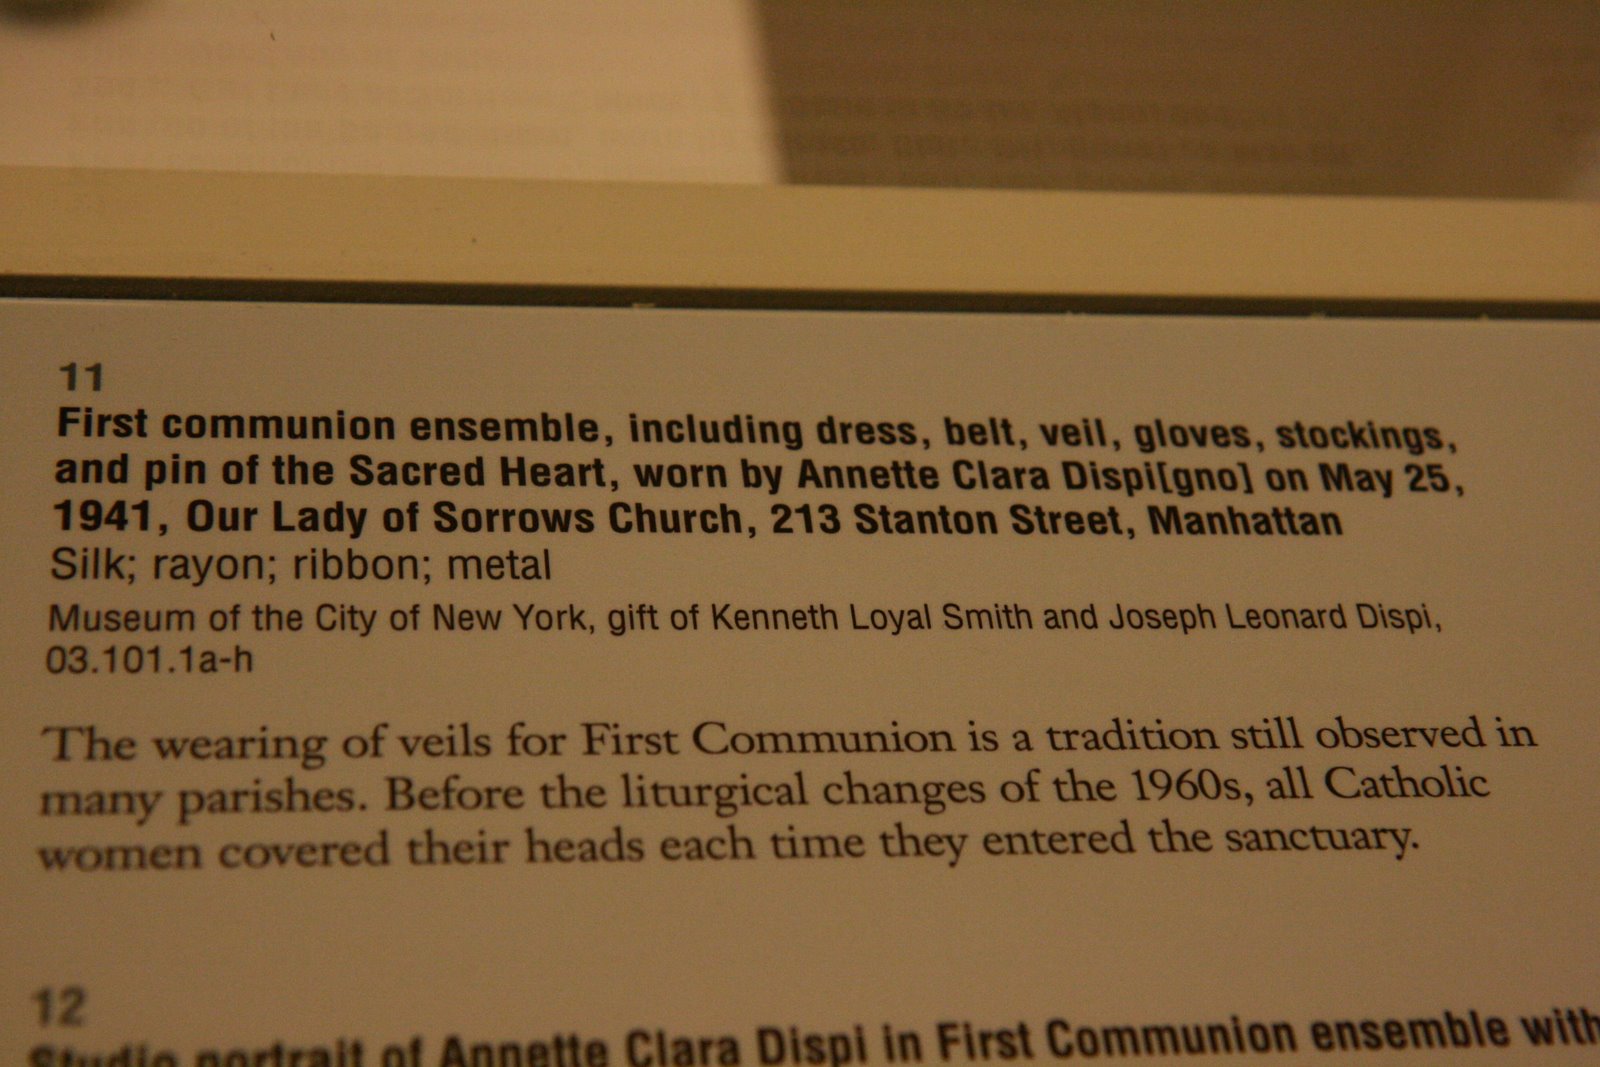 11
First communion ensemble, including dress, belt, veil, gloves, stockings,
and pin of the Sacred Heart, worn by Annette Clara Dispi[gno] on May 25,
1941, Our Lady of Sorrows Church, 213 Stanton Street, Manhattan
Silk; rayon; ribbon; metal
Museum of the City of New York, gift of Kenneth Loyal Smith and Joseph Leonard Dispi,
03.101.1a-h
The wearing of veils for First Communion is a tradition still observed in
many parishes. Before the liturgical changes of the 1960s, all Catholic
women covered their heads each time they entered the sanctuary.
12
Studio portrait of Annette Clara Dispi in First Communion ensemble with